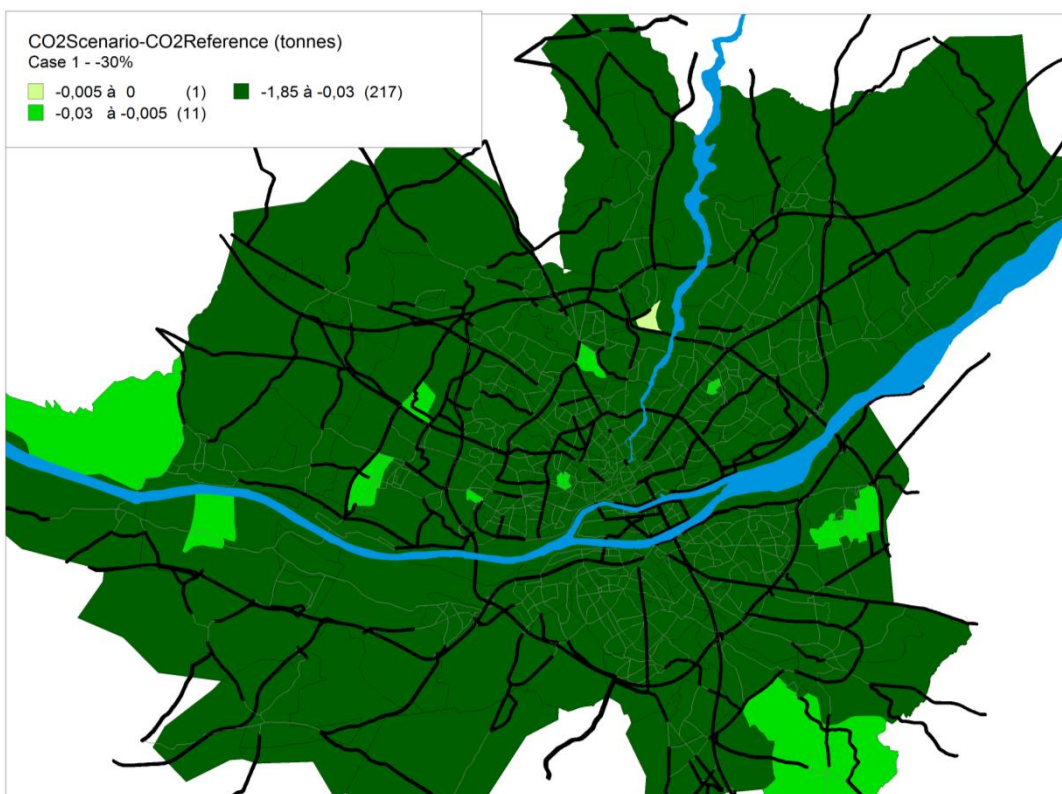 CO2Scenario-CO2Reference (tonnes)
Case 1 - -30%
-0,005 à 0 (1)
-0,03 à -0,005 (11)
-1,85 à -0,03 (217)